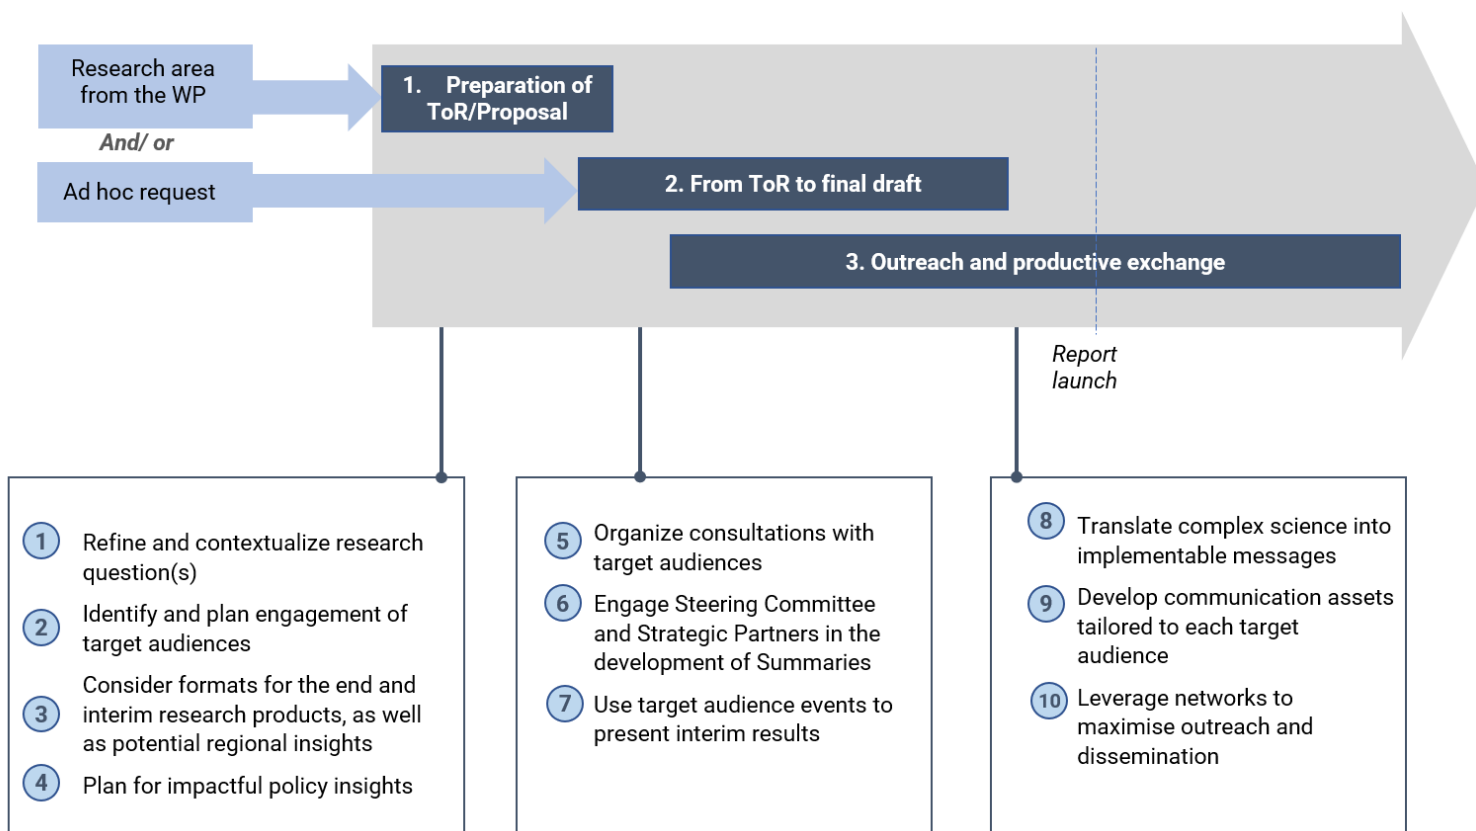 Research area
from the WP
And/ or
Ad hoc request
1. Preparation of
ToR/Proposal
2. From ToR to final draft
3. Outreach and productive exchange
Report
launch
1 Refine and contextualize research
question(s)
2 Identify and plan engagement of
target audiences
3 Consider formats for the end and
interim research products, as well
as potential regional insights
4 Plan for impactful policy insights
5 Organize consultations with
target audiences
6 Engage Steering Committee
and Strategic Partners in the
development of Summaries
7 Use target audience events to
present interim results
8 Translate complex science into
implementable messages
9 Develop communication assets
tailored to each target
audience
10 Leverage networks to
maximise outreach and
dissemination